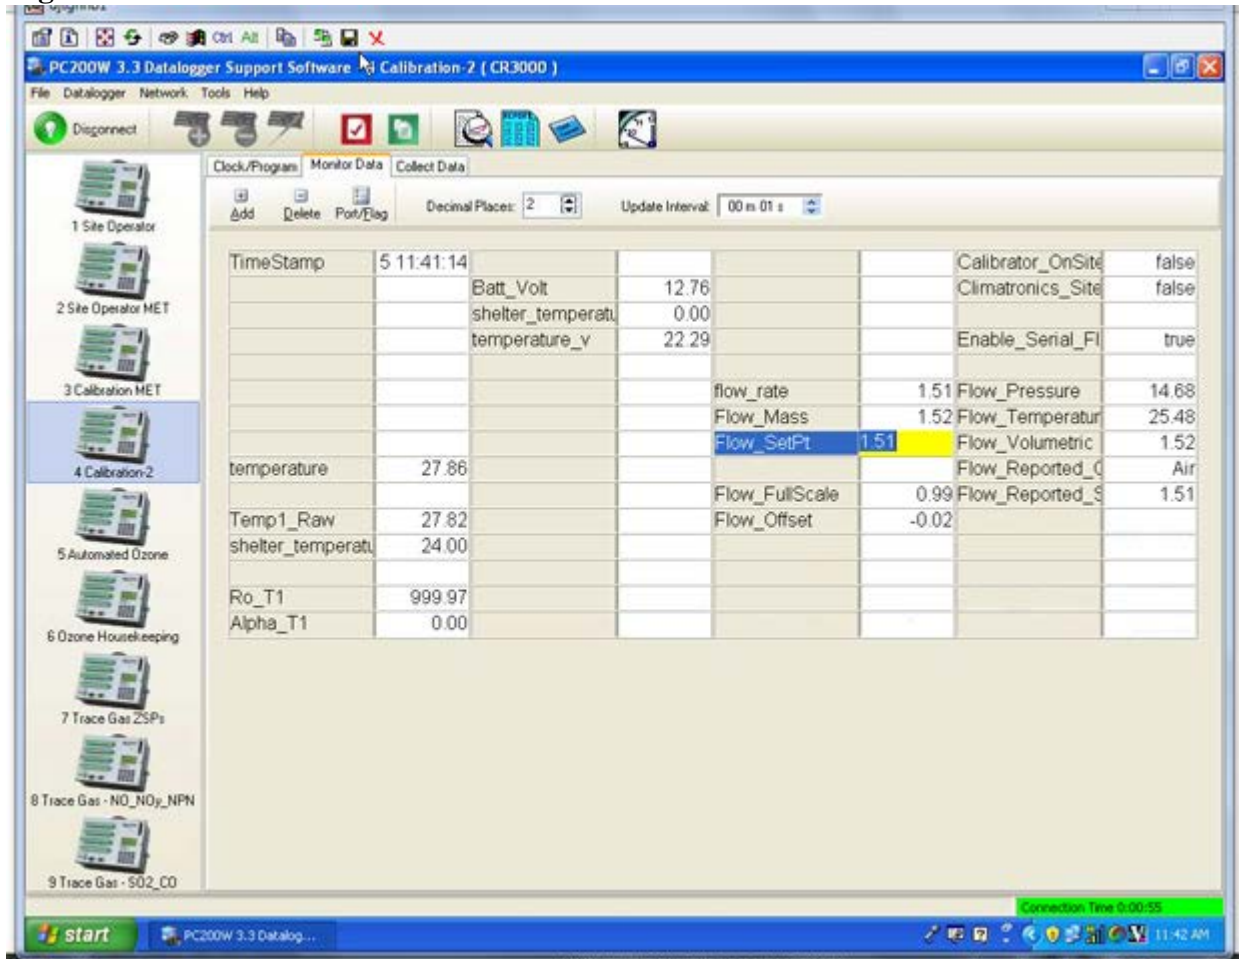 Ctrl Alt
PC200W 3.3 Datalogger Support Software Calibration-2 ( CR3000 )
File Datalogger Network Tools Help
Disconnect
Clock/Program Monitor Data Collect Data
Add Delete Port/Flag Decimal Places: 2 Update Interval: 00 m 01 s
1 Site Operator
2 Site Operator MET
3 Calibration MET
4 Calibration-2
5 Automated Ozone
6 Ozone Housekeeping
7 Trace Gas ZSPs
8 Trace Gas - NO_NOy_NPN
9 Trace Gas - SO2_CO
TimeStamp 5 11:41:14 Calibrator_OnSite false
Batt_Volt 12.76 Climatronics_Site false
shelter_temperatu 0.00
temperature_v 22.29 Enable_Serial_Fl true
flow_rate 1.51 Flow_Pressure 14.68
Flow_Mass 1.52 Flow_Temperatur 25.48
Flow_SetPt 1.51 Flow_Volumetric 1.52
temperature 27.86 Flow_Reported_G Air
Flow_FullScale 0.99 Flow_Reported_S 1.51
Temp1_Raw 27.82 Flow_Offset -0.02
shelter_temperatu 24.00
Ro_T1 999.97
Alpha_T1 0.00
Connection Time 0:00:55
start PC200W 3.3 Datalog... 11:42 AM